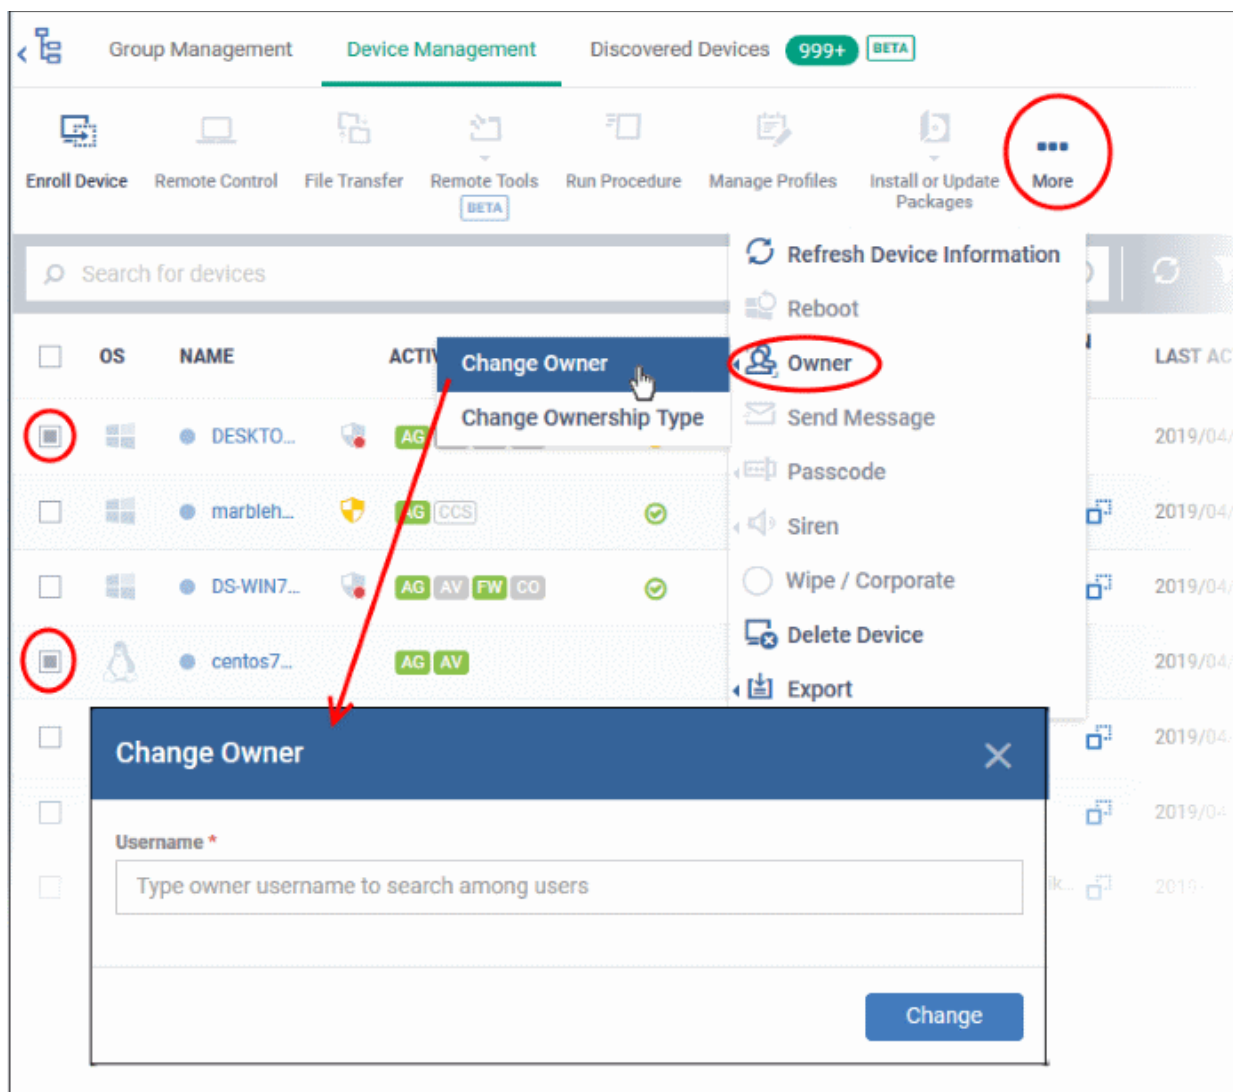 Group Management
Device Management
Discovered Devices
999+
BETA
Enroll Device
Remote Control
File Transfer
Remote Tools
BETA
Run Procedure
Manage Profiles
Install or Update
Packages
More
Search for devices
Refresh Device Information
Reboot
Owner
Send Message
Passcode
Siren
Wipe / Corporate
Delete Device
Export
Change Owner
Change Ownership Type
OS
NAME
ACTIV
LAST AC
DESKTO...
AG
2019/04/
marbleh...
AG CCS
2019/04/
DS-WIN7...
AG AV FW CO
2019/04/
centos7...
AG AV
2019/04/
2019/04
2019/04
2019-
Change Owner
Username *
Type owner username to search among users
Change